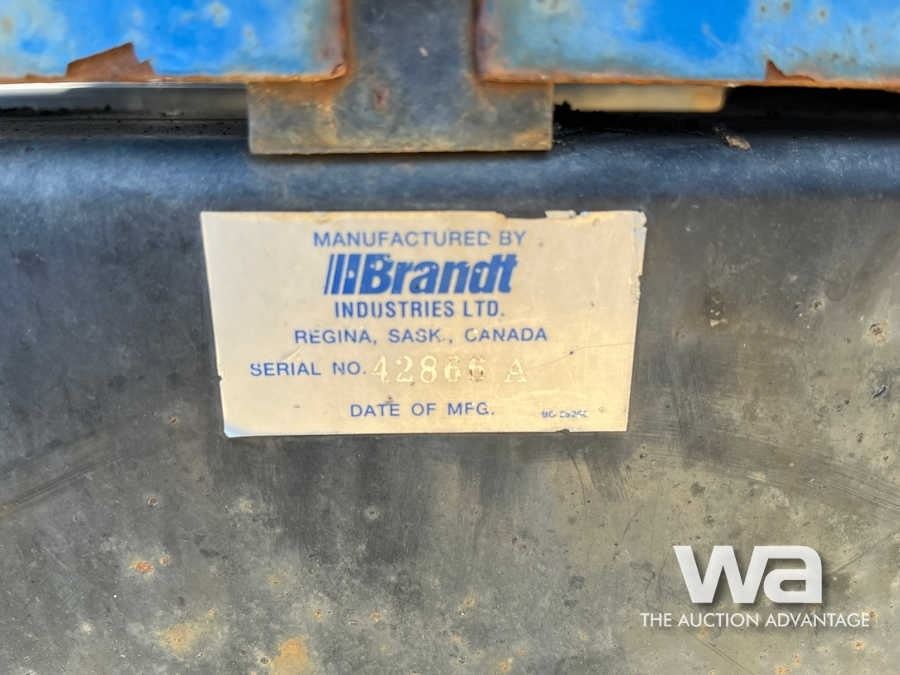 MANUFACTURED BY
Brandt
INDUSTRIES LTD.
REGINA, SASK., CANADA
SERIAL NO. 42866 A
DATE OF MFG.
wa
THE AUCTION ADVANTAGE